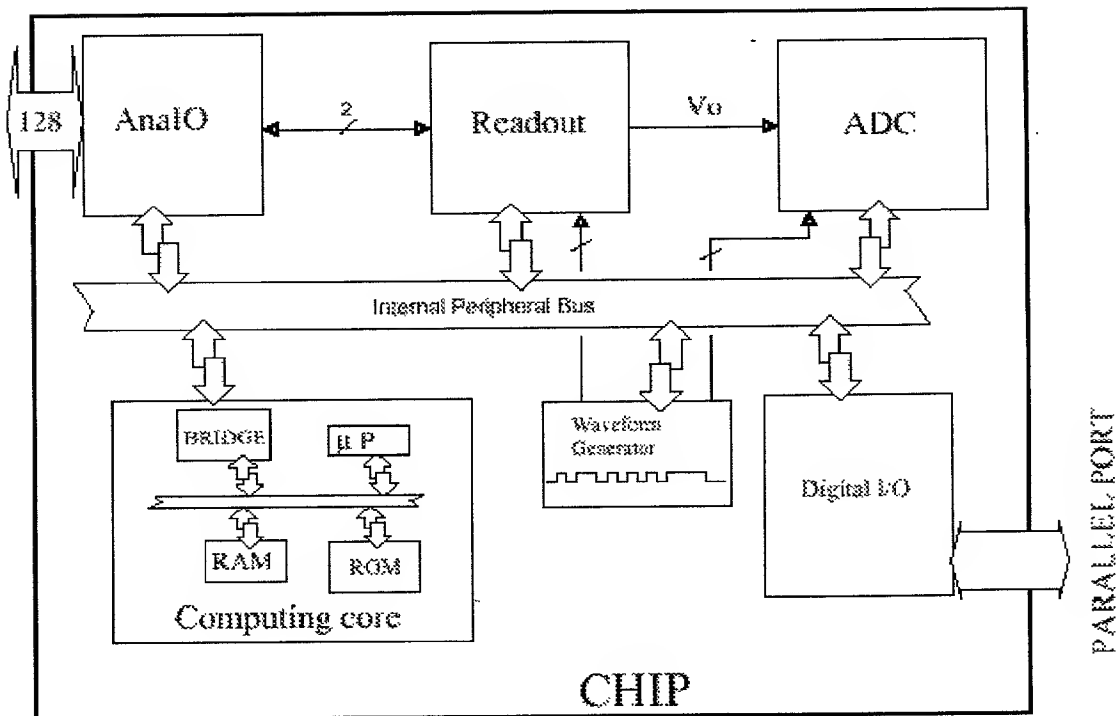 128
AnaIO
2
Readout
Vo
ADC
Internal Peripheral Bus
BRIDGE
μ P
RAM
ROM
Computing core
Waveform
Generator
Digital I/O
PARALLEL PORT
CHIP